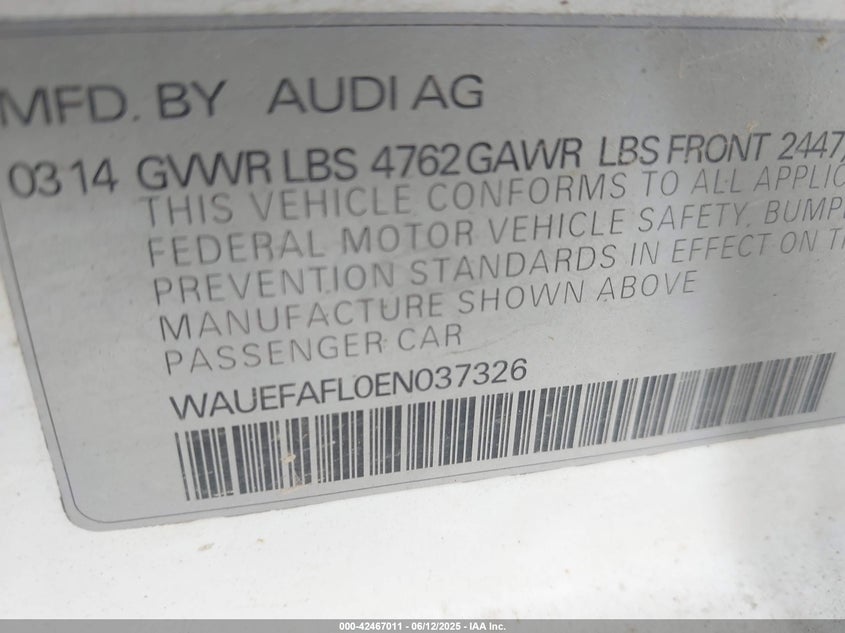 MFD. BY AUDI AG
0314 GVWR LBS 4762 GAWR LBS FRONT 2447,
THIS VEHICLE CONFORMS TO ALL APPLIC
FEDERAL MOTOR VEHICLE SAFETY, BUMP
PREVENTION STANDARDS IN EFFECT ON T
MANUFACTURE SHOWN ABOVE
PASSENGER CAR
WAUEFAFL0EN037326
000-42467011 - 06/12/2025 - IAA Inc.